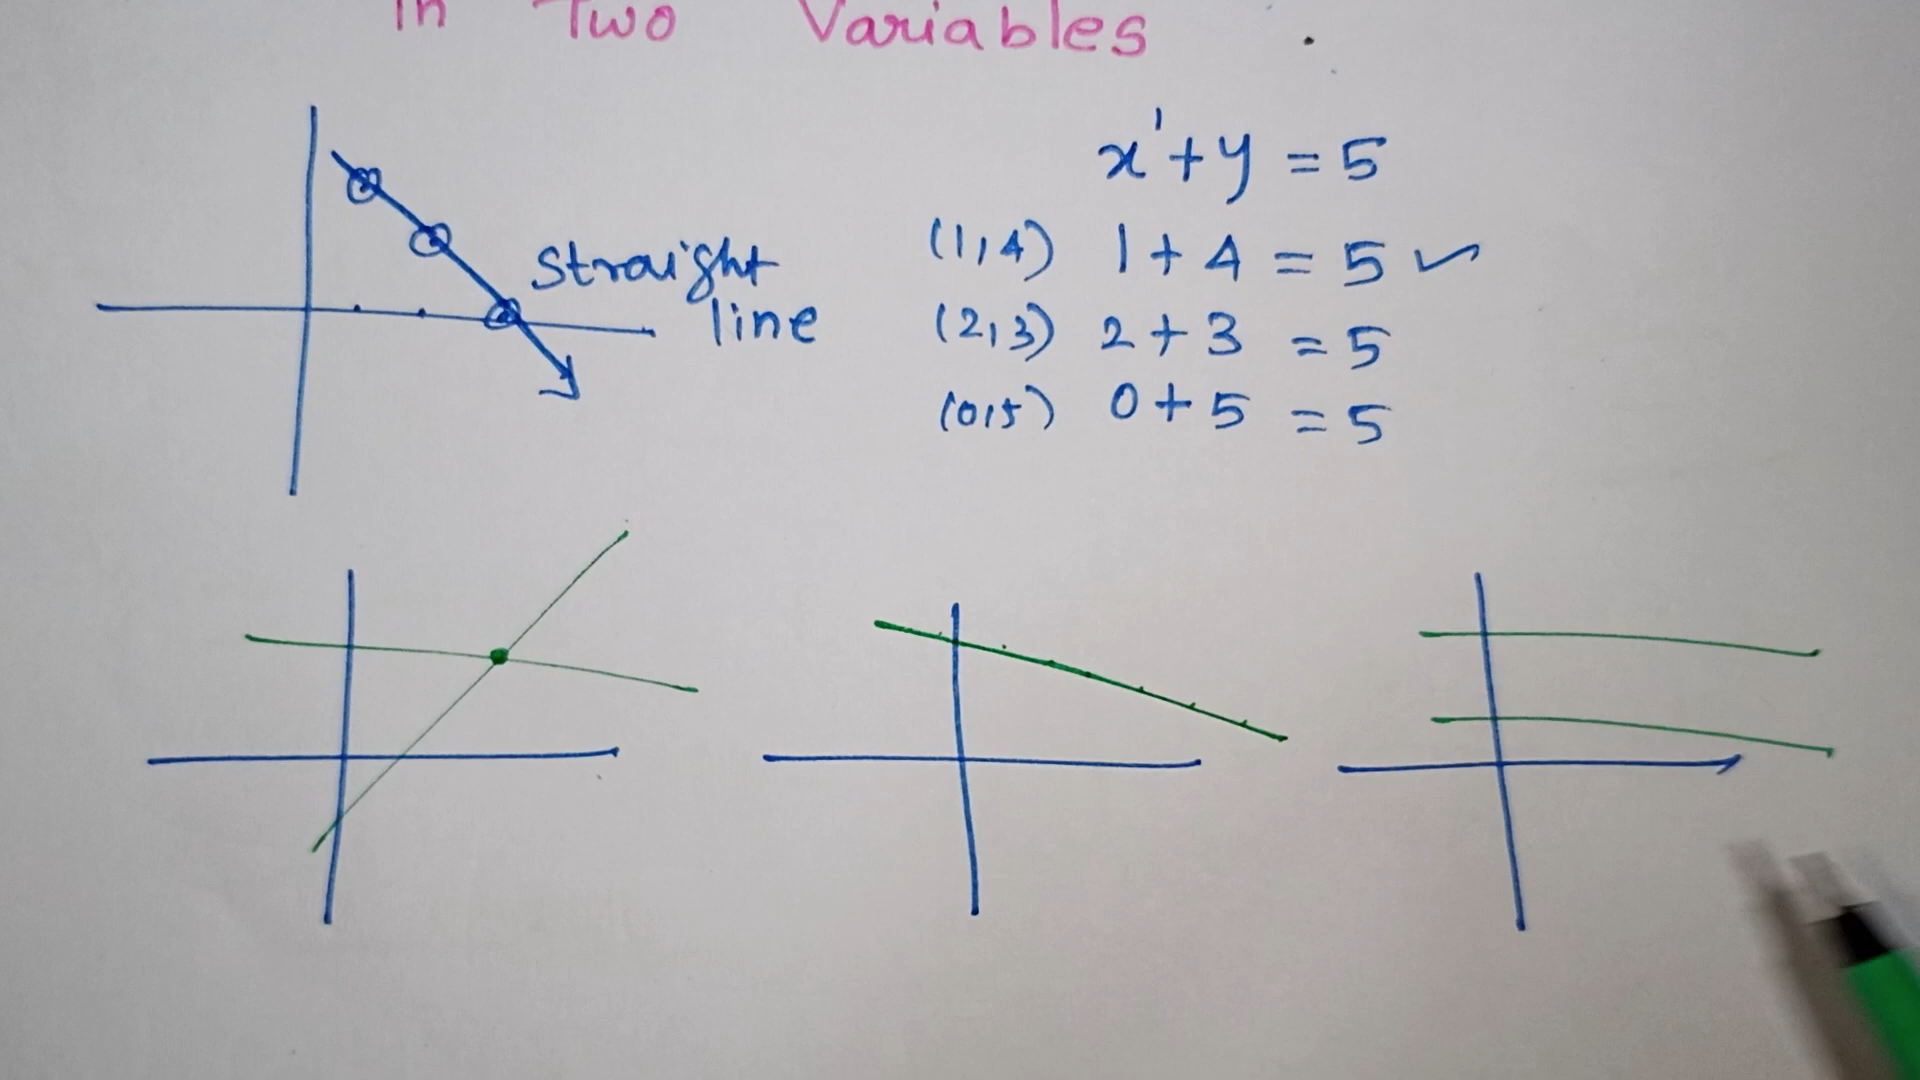 in Two Variables
x¹+y = 5
(1,4) 1 + 4 = 5 ✓
straight
line
(2,3) 2 + 3 = 5
(0,5) 0 + 5 = 5